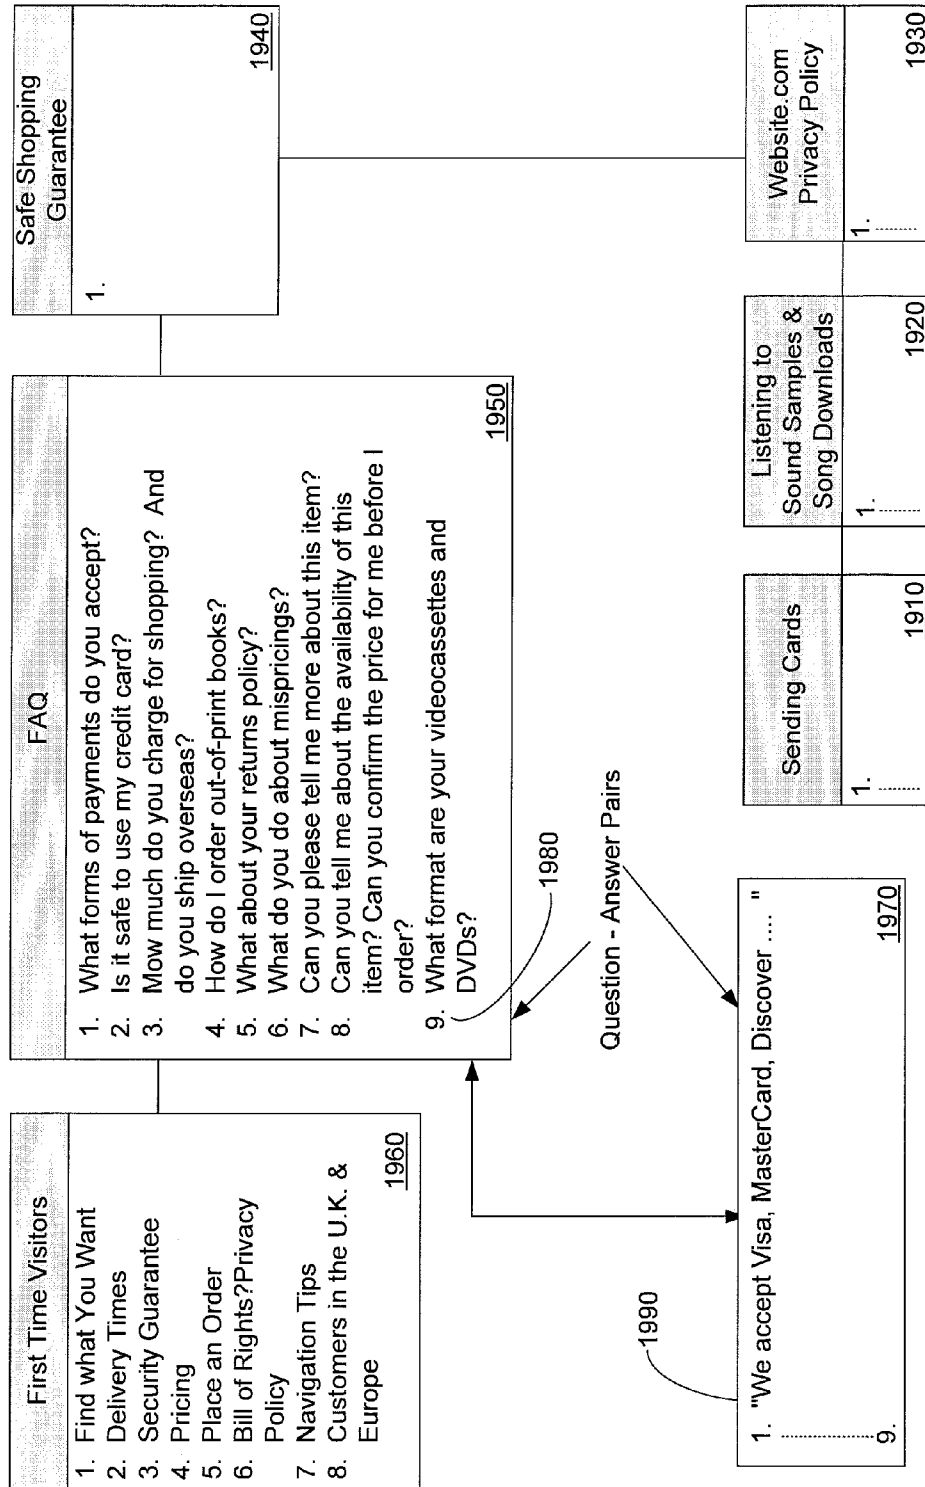 First Time Visitors
1. Find what You Want
2. Delivery Times
3. Security Guarantee
4. Pricing
5. Place an Order
6. Bill of Rights?Privacy
Policy
7. Navigation Tips
8. Customers in the U.K. &
Europe
1960
FAQ
1. What forms of payments do you accept?
2. Is it safe to use my credit card?
3. Mow much do you charge for shopping? And
do you ship overseas?
4. How do I order out-of-print books?
5. What about your returns policy?
6. What do you do about mispricings?
7. Can you please tell me more about this item?
8. Can you tell me about the availability of this
item? Can you confirm the price for me before I
order?
9. What format are your videocassettes and
DVDs?
1950
Safe Shopping
Guarantee
1.
1940
1980
Question - Answer Pairs
1990
1. "We accept Visa, MasterCard, Discover .... "
..................
9.
1970
Sending Cards
1.
........
1910
Listening to
Sound Samples &
Song Downloads
1.
........
1920
Website.com
Privacy Policy
1.
........
1930